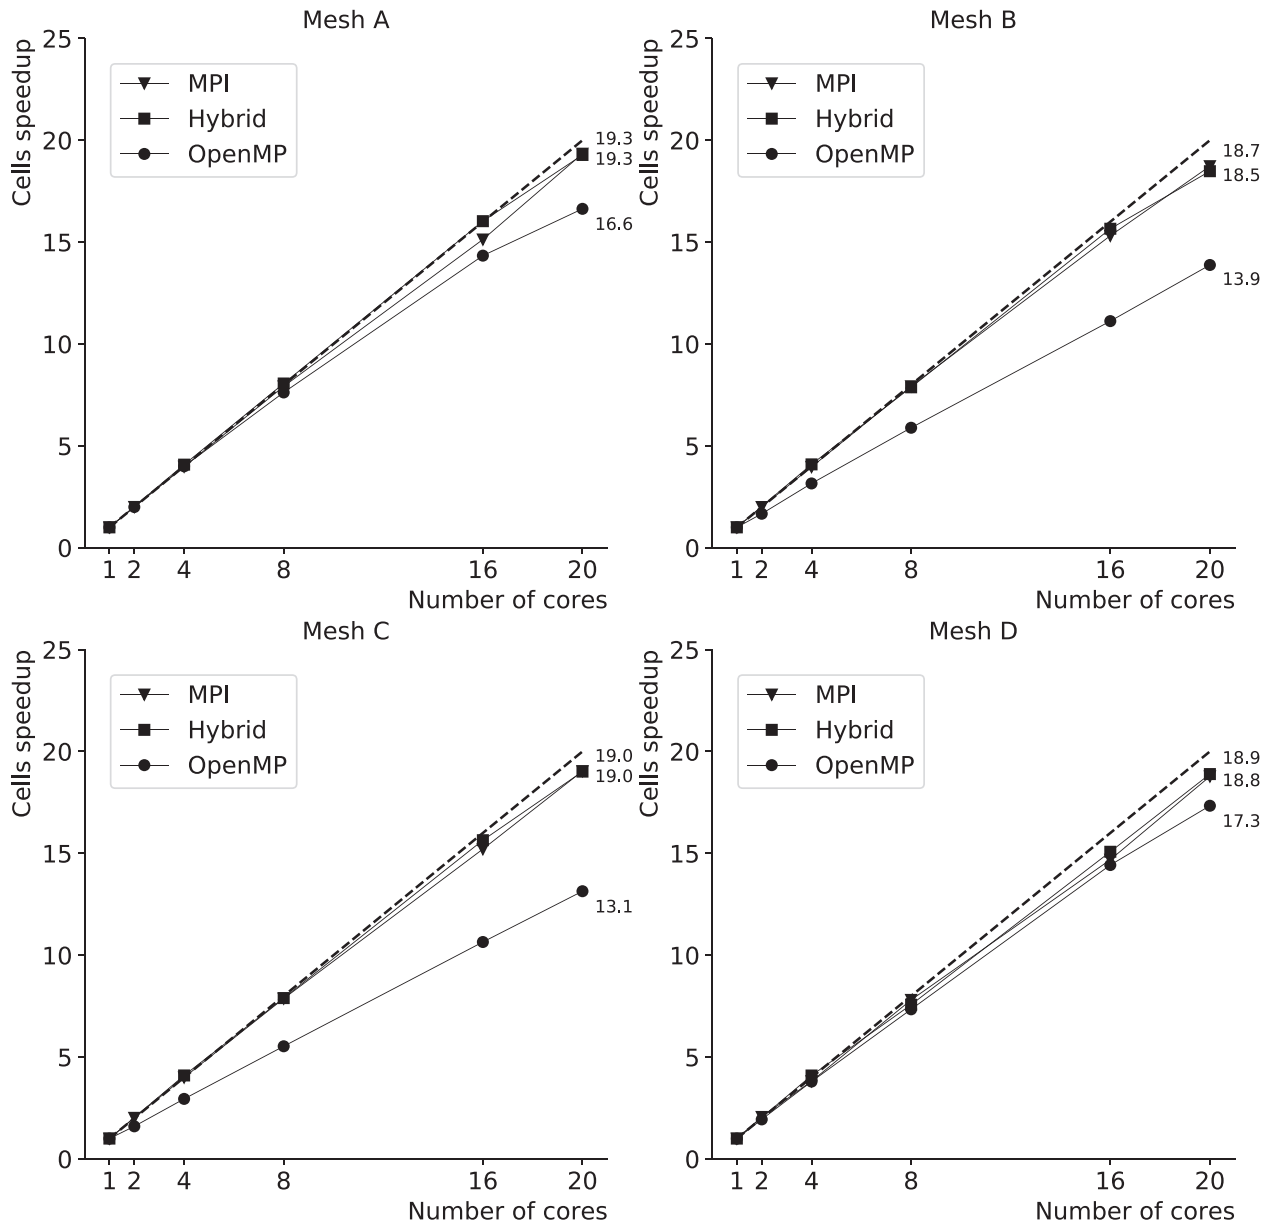 Mesh A
Cells speedup
25
20
15
10
5
0
MPI
Hybrid
OpenMP
19.3
19.3
16.6
1 2 4 8 16 20
Number of cores
Mesh B
Cells speedup
25
20
15
10
5
0
MPI
Hybrid
OpenMP
18.7
18.5
13.9
1 2 4 8 16 20
Number of cores
Mesh C
Cells speedup
25
20
15
10
5
0
MPI
Hybrid
OpenMP
19.0
19.0
13.1
1 2 4 8 16 20
Number of cores
Mesh D
Cells speedup
25
20
15
10
5
0
MPI
Hybrid
OpenMP
18.9
18.8
17.3
1 2 4 8 16 20
Number of cores